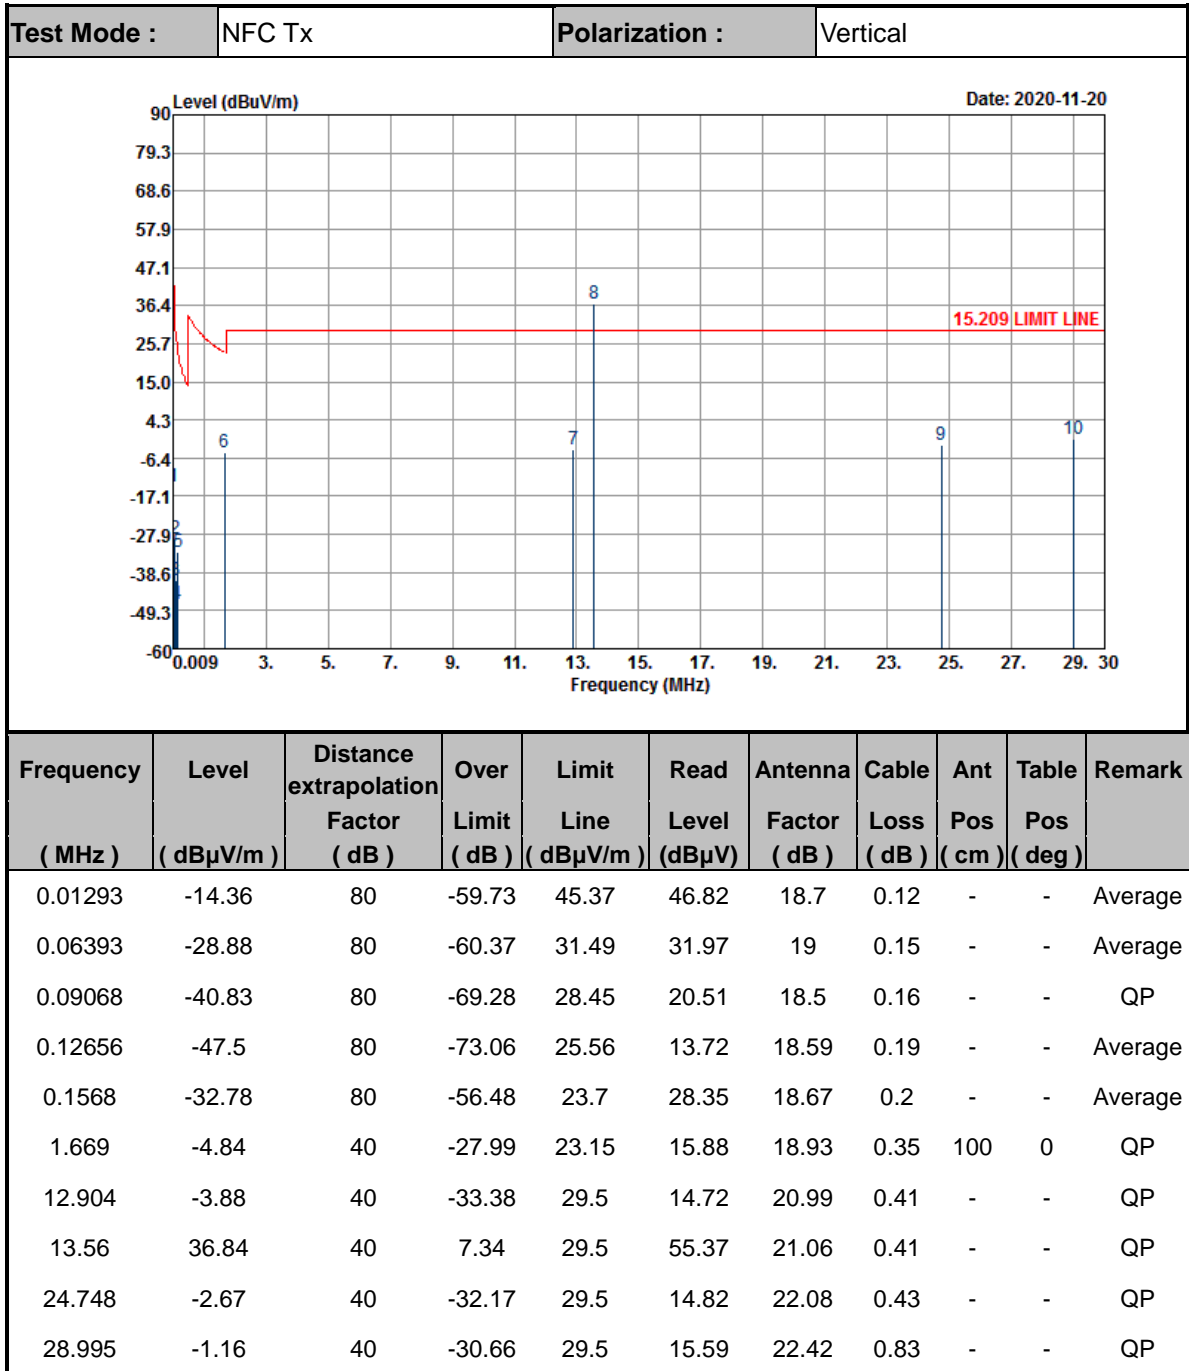 Test Mode : NFC Tx Polarization : Vertical
Level (dBuV/m) Date: 2020-11-20
90
79.3
68.6
57.9
47.1
36.4
25.7
15.0
4.3
-6.4
-17.1
-27.9
-38.6
-49.3
-60
8
15.209 LIMIT LINE
6
7
9
10
1
2
5
3
4
0.009 3. 5. 7. 9. 11. 13. 15. 17. 19. 21. 23. 25. 27. 29. 30
Frequency (MHz)
Frequency Level Distance extrapolation Over Limit Read Antenna Cable Ant Table Remark
Factor Limit Line Level Factor Loss Pos Pos
( MHz ) ( dBµV/m ) ( dB ) ( dB ) ( dBµV/m ) (dBµV) ( dB ) ( dB ) ( cm ) ( deg )
0.01293 -14.36 80 -59.73 45.37 46.82 18.7 0.12 - - Average
0.06393 -28.88 80 -60.37 31.49 31.97 19 0.15 - - Average
0.09068 -40.83 80 -69.28 28.45 20.51 18.5 0.16 - - QP
0.12656 -47.5 80 -73.06 25.56 13.72 18.59 0.19 - - Average
0.1568 -32.78 80 -56.48 23.7 28.35 18.67 0.2 - - Average
1.669 -4.84 40 -27.99 23.15 15.88 18.93 0.35 100 0 QP
12.904 -3.88 40 -33.38 29.5 14.72 20.99 0.41 - - QP
13.56 36.84 40 7.34 29.5 55.37 21.06 0.41 - - QP
24.748 -2.67 40 -32.17 29.5 14.82 22.08 0.43 - - QP
28.995 -1.16 40 -30.66 29.5 15.59 22.42 0.83 - - QP